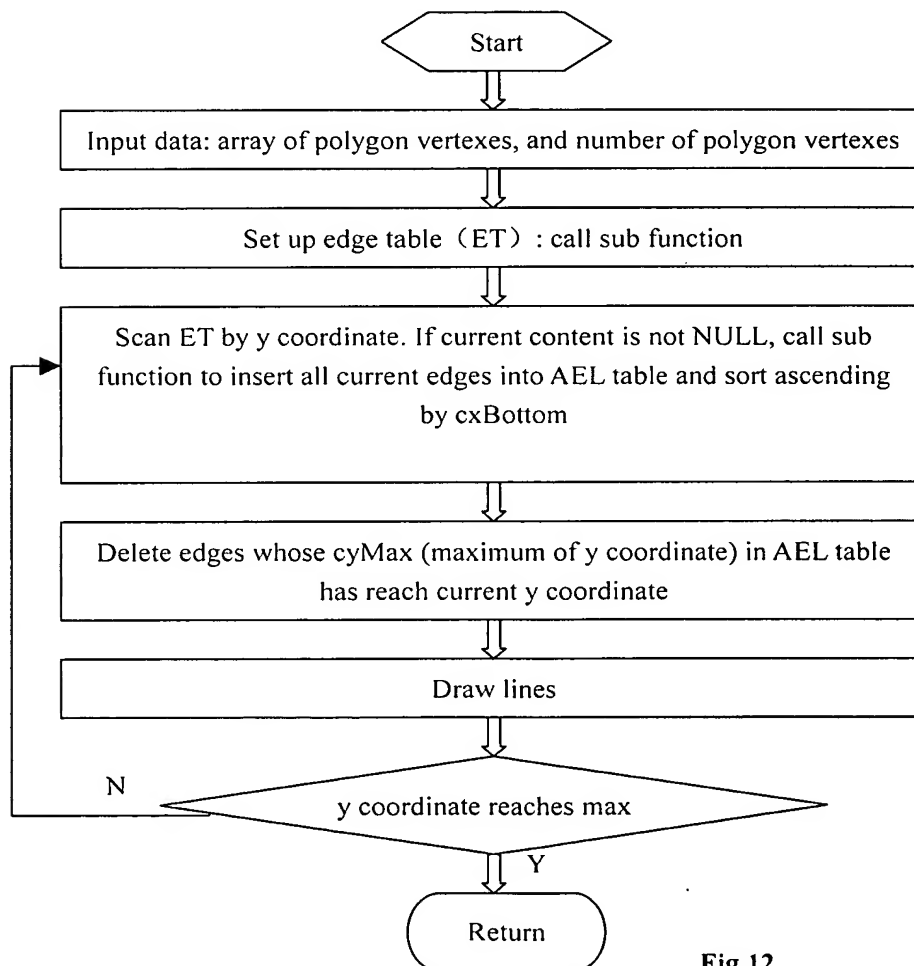 Start
Input data: array of polygon vertexes, and number of polygon vertexes
Set up edge table（ET）: call sub function
Scan ET by y coordinate. If current content is not NULL, call sub
function to insert all current edges into AEL table and sort ascending
by cxBottom
Delete edges whose cyMax (maximum of y coordinate) in AEL table
has reach current y coordinate
Draw lines
N
y coordinate reaches max
Y
Return
Fig.12